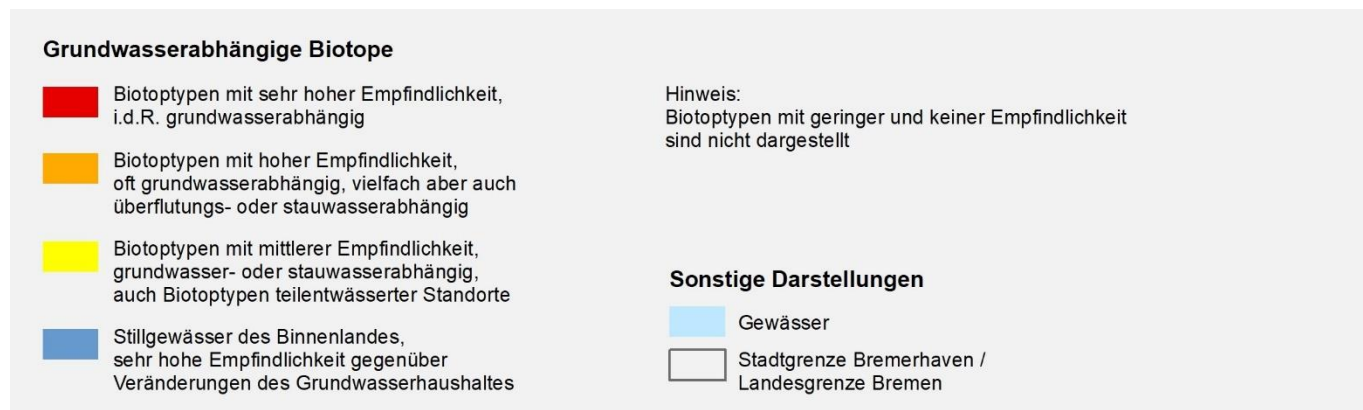 Grundwasserabhängige Biotope
Biotoptypen mit sehr hoher Empfindlichkeit,
i.d.R. grundwasserabhängig
Biotoptypen mit hoher Empfindlichkeit,
oft grundwasserabhängig, vielfach aber auch
überflutungs- oder stauwasserabhängig
Biotoptypen mit mittlerer Empfindlichkeit,
grundwasser- oder stauwasserabhängig,
auch Biotoptypen teilentwässerter Standorte
Stillgewässer des Binnenlandes,
sehr hohe Empfindlichkeit gegenüber
Veränderungen des Grundwasserhaushaltes
Hinweis:
Biotoptypen mit geringer und keiner Empfindlichkeit
sind nicht dargestellt
Sonstige Darstellungen
Gewässer
Stadtgrenze Bremerhaven /
Landesgrenze Bremen